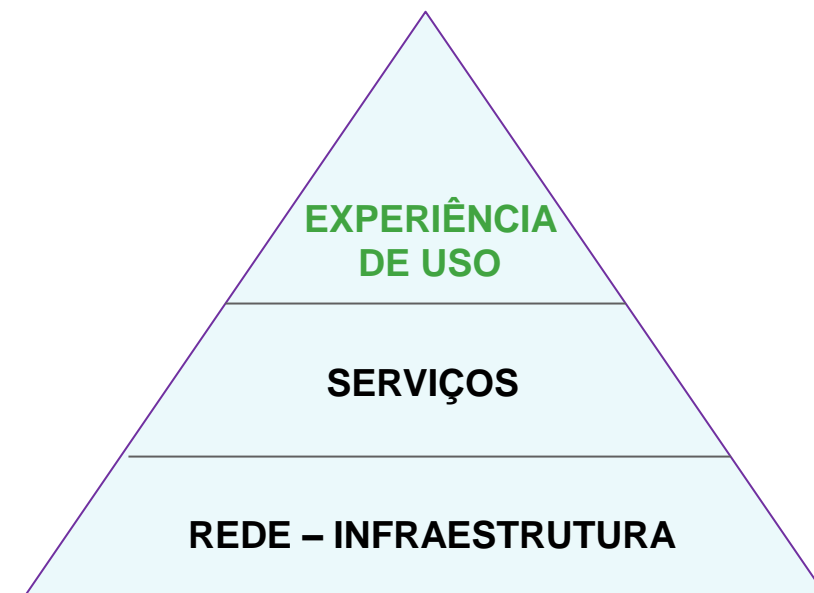 EXPERIÊNCIA
DE USO
SERVIÇOS
REDE – INFRAESTRUTURA